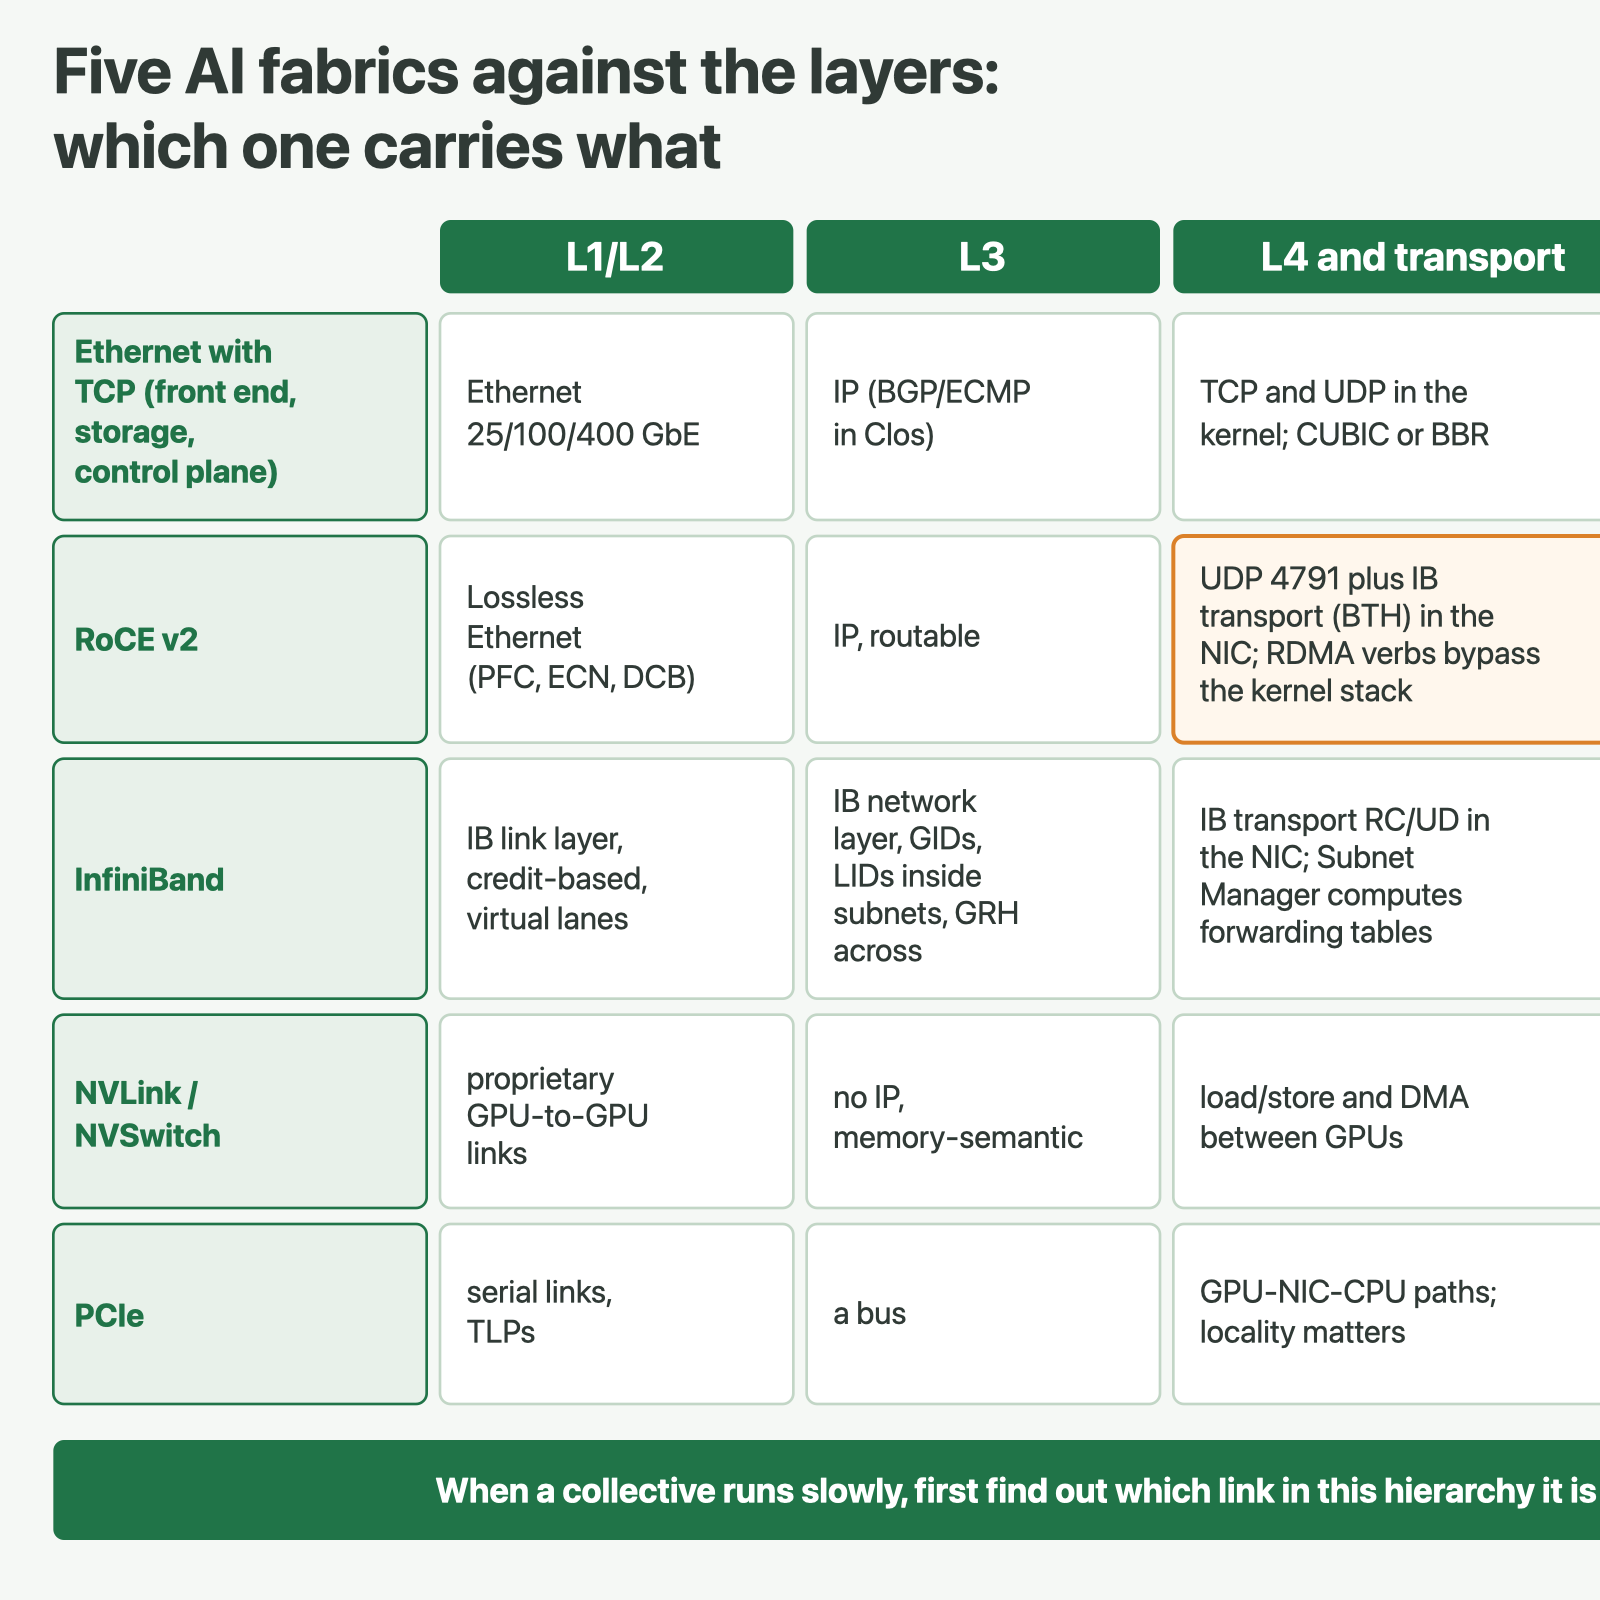 Five AI fabrics against the layers:
which one carries what
L1/L2
L3
L4 and transport
Ethernet with
TCP (front end,
storage,
control plane)
Ethernet
25/100/400 GbE
IP (BGP/ECMP
in Clos)
TCP and UDP in the
kernel; CUBIC or BBR
RoCE v2
Lossless
Ethernet
(PFC, ECN, DCB)
IP, routable
UDP 4791 plus IB
transport (BTH) in the
NIC; RDMA verbs bypass
the kernel stack
InfiniBand
IB link layer,
credit-based,
virtual lanes
IB network
layer, GIDs,
LIDs inside
subnets, GRH
across
IB transport RC/UD in
the NIC; Subnet
Manager computes
forwarding tables
NVLink /
NVSwitch
proprietary
GPU-to-GPU
links
no IP,
memory-semantic
load/store and DMA
between GPUs
PCIe
serial links,
TLPs
a bus
GPU-NIC-CPU paths;
locality matters
When a collective runs slowly, first find out which link in this hierarchy it is